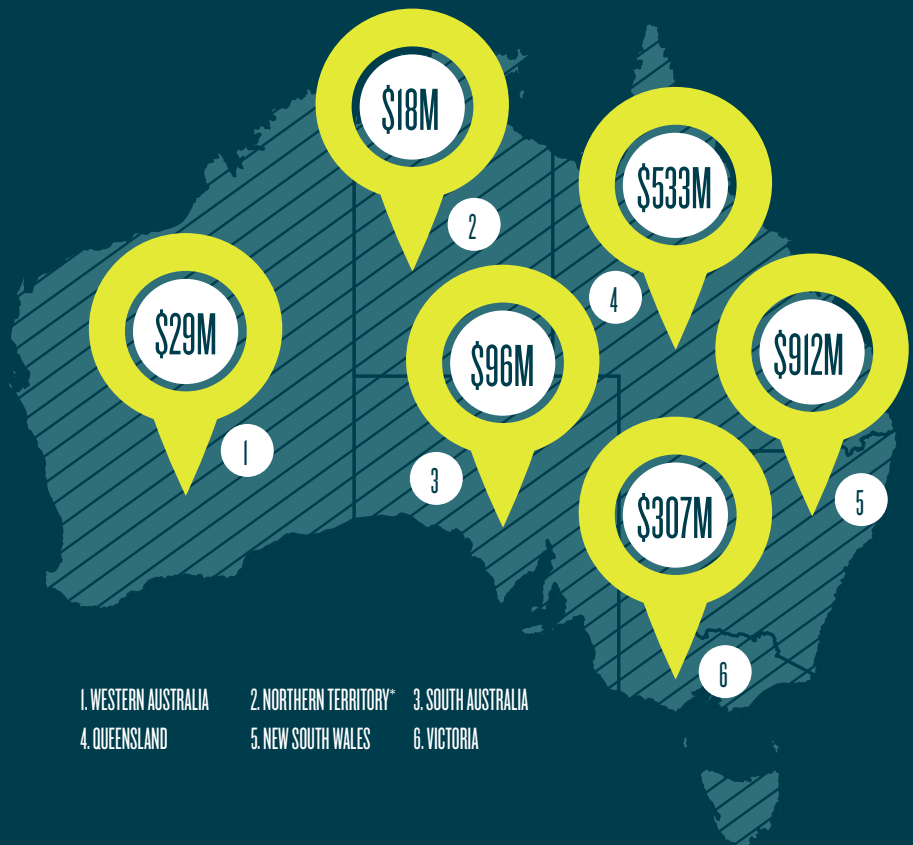 $18M
$533M
2
$29M
4
$912M
$96M
1
3
5
$307M
6
1. WESTERN AUSTRALIA 2. NORTHERN TERRITORY* 3. SOUTH AUSTRALIA
4. QUEENSLAND 5. NEW SOUTH WALES 6. VICTORIA